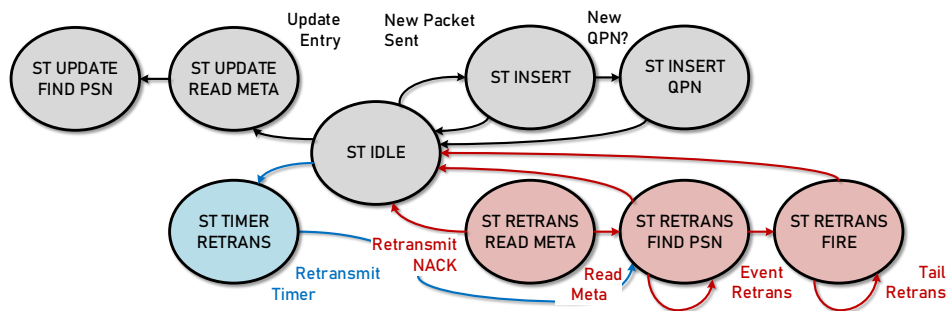 Update
Entry
New Packet
Sent
New
QPN?
ST UPDATE
FIND PSN
ST UPDATE
READ META
ST INSERT
ST INSERT
QPN
ST IDLE
ST TIMER
RETRANS
ST RETRANS
READ META
ST RETRANS
FIND PSN
ST RETRANS
FIRE
Retransmit
NACK
Retransmit
Timer
Read
Meta
Event
Retrans
Tail
Retrans